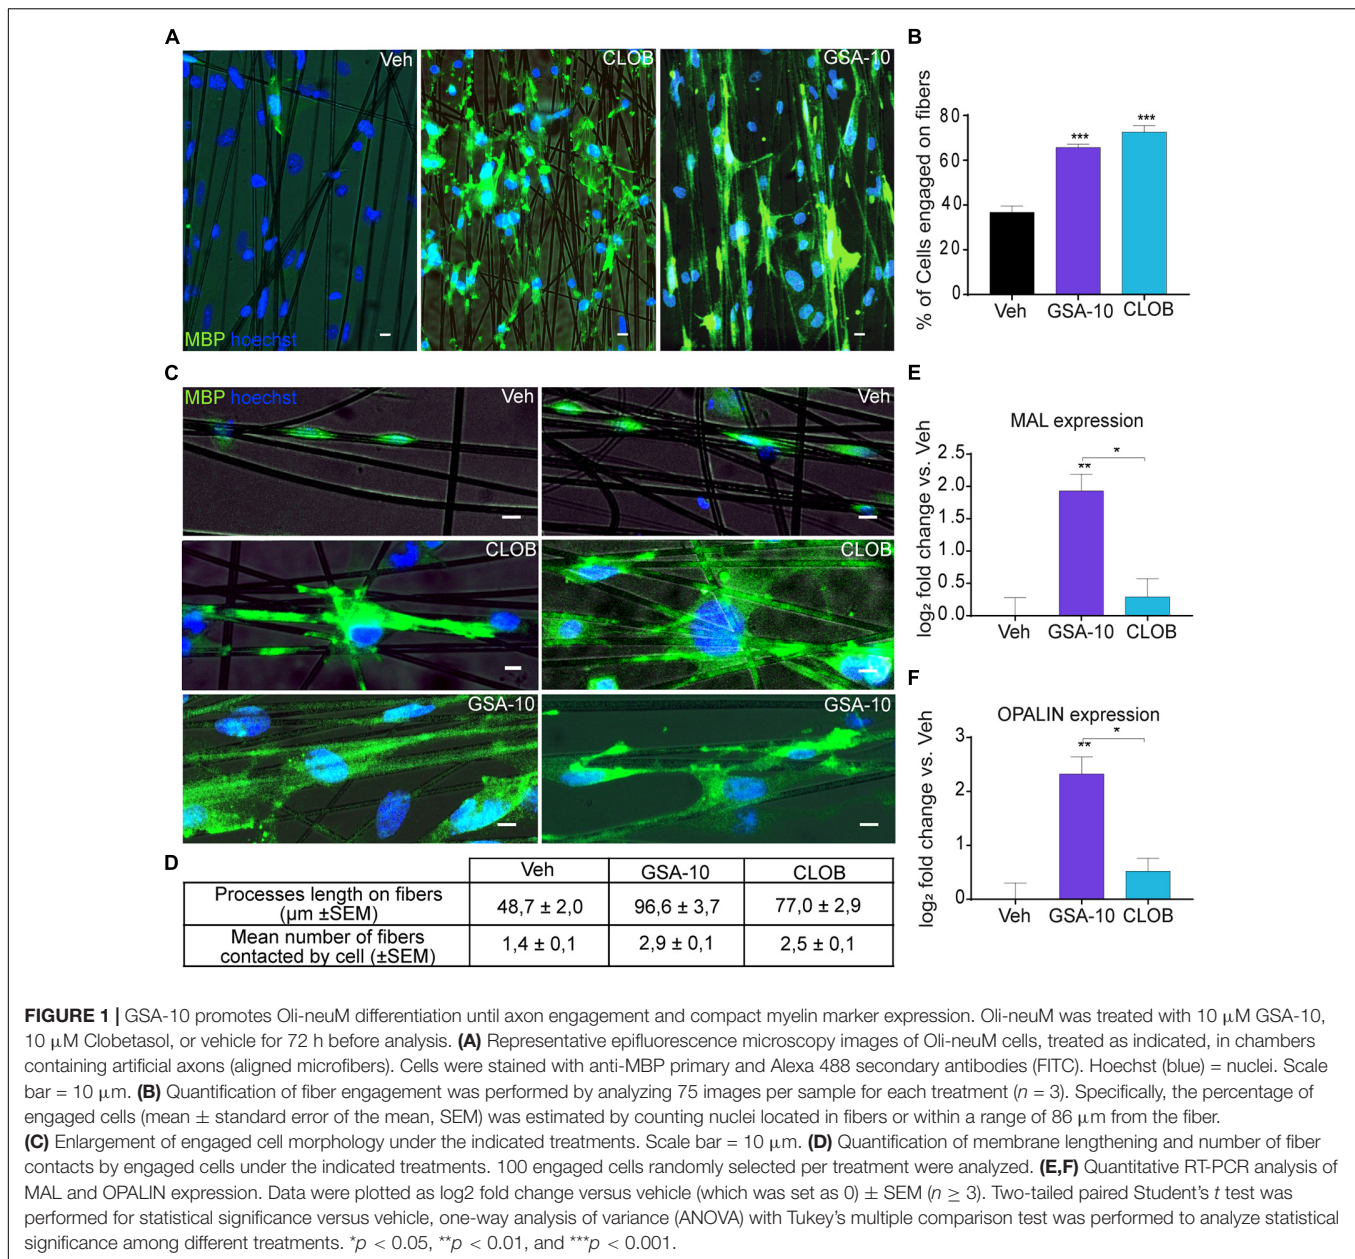 A
Veh
CLOB
GSA-10
MBP hoechst
B
% of Cells engaged on fibers
80
60
40
20
0
Veh
GSA-10
CLOB
***
***
C
MBP hoechst
Veh
Veh
CLOB
CLOB
GSA-10
GSA-10
E
MAL expression
log₂ fold change vs. Veh
2.5
2.0
1.5
1.0
0.5
0.0
**
*
Veh
GSA-10
CLOB
F
OPALIN expression
log₂ fold change vs. Veh
3
2
1
0
**
*
Veh
GSA-10
CLOB
D
Veh GSA-10 CLOB
Processes length on fibers
(µm ±SEM)
48,7 ± 2,0 96,6 ± 3,7 77,0 ± 2,9
Mean number of fibers
contacted by cell (±SEM)
1,4 ± 0,1 2,9 ± 0,1 2,5 ± 0,1
FIGURE 1 | GSA-10 promotes Oli-neuM differentiation until axon engagement and compact myelin marker expression. Oli-neuM was treated with 10 µM GSA-10,
10 µM Clobetasol, or vehicle for 72 h before analysis. (A) Representative epifluorescence microscopy images of Oli-neuM cells, treated as indicated, in chambers
containing artificial axons (aligned microfibers). Cells were stained with anti-MBP primary and Alexa 488 secondary antibodies (FITC). Hoechst (blue) = nuclei. Scale
bar = 10 µm. (B) Quantification of fiber engagement was performed by analyzing 75 images per sample for each treatment (n = 3). Specifically, the percentage of
engaged cells (mean ± standard error of the mean, SEM) was estimated by counting nuclei located in fibers or within a range of 86 µm from the fiber.
(C) Enlargement of engaged cell morphology under the indicated treatments. Scale bar = 10 µm. (D) Quantification of membrane lengthening and number of fiber
contacts by engaged cells under the indicated treatments. 100 engaged cells randomly selected per treatment were analyzed. (E,F) Quantitative RT-PCR analysis of
MAL and OPALIN expression. Data were plotted as log2 fold change versus vehicle (which was set as 0) ± SEM (n ≥ 3). Two-tailed paired Student's t test was
performed for statistical significance versus vehicle, one-way analysis of variance (ANOVA) with Tukey's multiple comparison test was performed to analyze statistical
significance among different treatments. *p < 0.05, **p < 0.01, and ***p < 0.001.